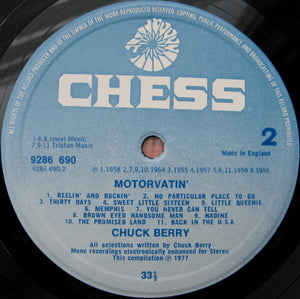 ALL RIGHTS OF THE RECORD PRODUCER AND OF THE OWNER OF THE WORK REPRODUCED RESERVED. COPYING, PUBLIC PERFORMANCE AND BROADCASTING OF THIS RECORD PROHIBITED
CHESS
1-6,8 Jewel Music
7,9-11 Tristan Music
2
9286 690
9286 690.2
Made in England
℗ 1.1958 2,7,9,10.1964 3.1955 4.1957 5,6,11.1959 8.1956
MOTORVATIN'
1. REELIN' AND ROCKIN' 2. NO PARTICULAR PLACE TO GO
3. THIRTY DAYS 4. SWEET LITTLE SIXTEEN 5. LITTLE QUEENIE
6. MEMPHIS 7. YOU NEVER CAN TELL
8. BROWN EYED HANDSOME MAN 9. NADINE
10. THE PROMISED LAND 11. BACK IN THE U.S.A.
CHUCK BERRY
All selections written by Chuck Berry
Mono recordings electronically enhanced for Stereo
This compilation ℗ 1977
33⅓